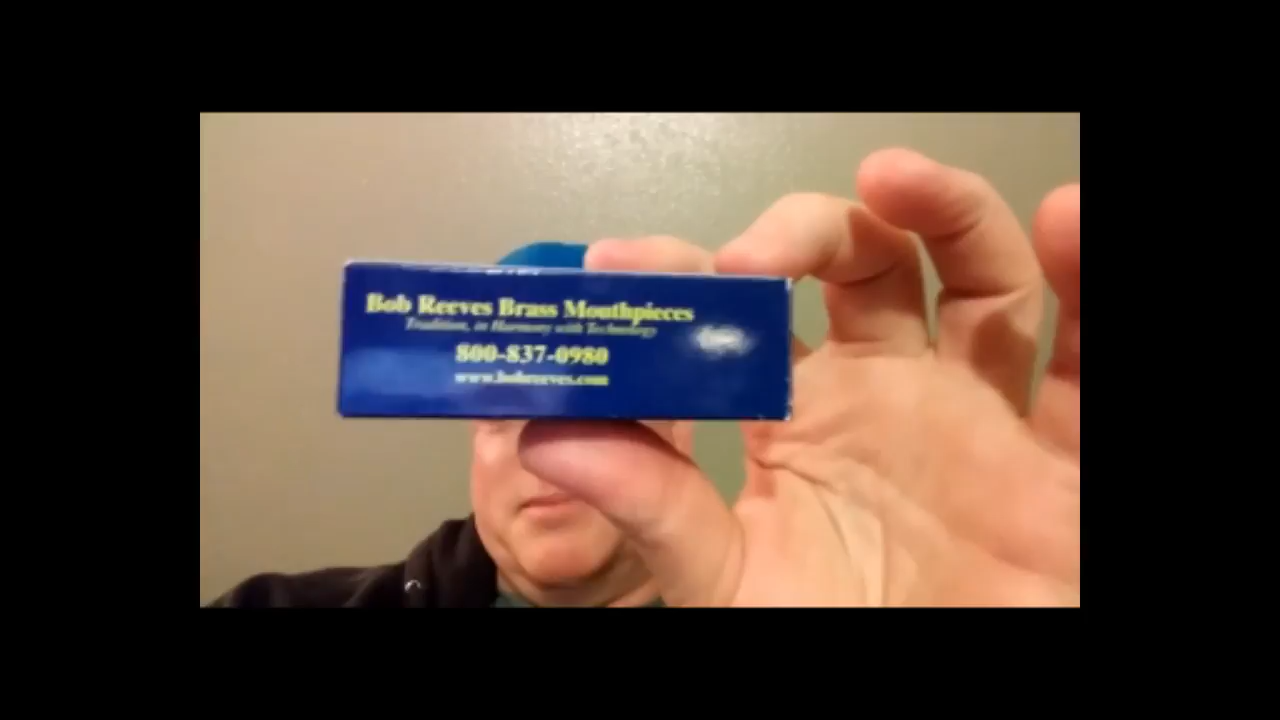 Bob Reeves Brass Mouthpieces
Tradition, in Harmony with Technology
800-837-0980
www.bobreeves.com